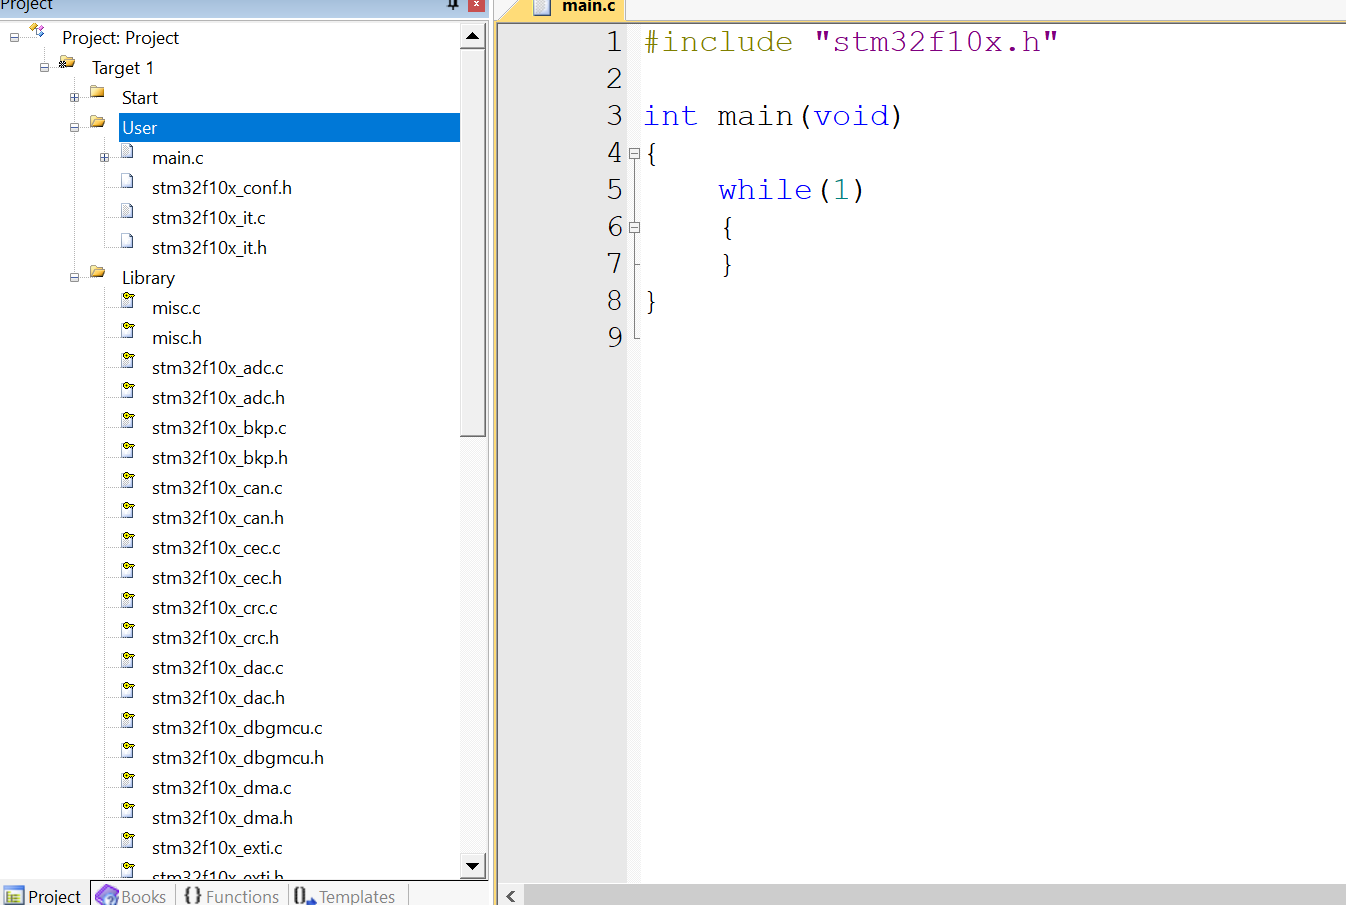 Project
Project: Project
Target 1
Start
User
main.c
stm32f10x_conf.h
stm32f10x_it.c
stm32f10x_it.h
Library
misc.c
misc.h
stm32f10x_adc.c
stm32f10x_adc.h
stm32f10x_bkp.c
stm32f10x_bkp.h
stm32f10x_can.c
stm32f10x_can.h
stm32f10x_cec.c
stm32f10x_cec.h
stm32f10x_crc.c
stm32f10x_crc.h
stm32f10x_dac.c
stm32f10x_dac.h
stm32f10x_dbgmcu.c
stm32f10x_dbgmcu.h
stm32f10x_dma.c
stm32f10x_dma.h
stm32f10x_exti.c
stm32f10x_exti.h
Project Books {} Functions Templates
main.c
1 #include "stm32f10x.h"
2
3 int main(void)
4 {
5 while(1)
6 {
7 }
8 }
9